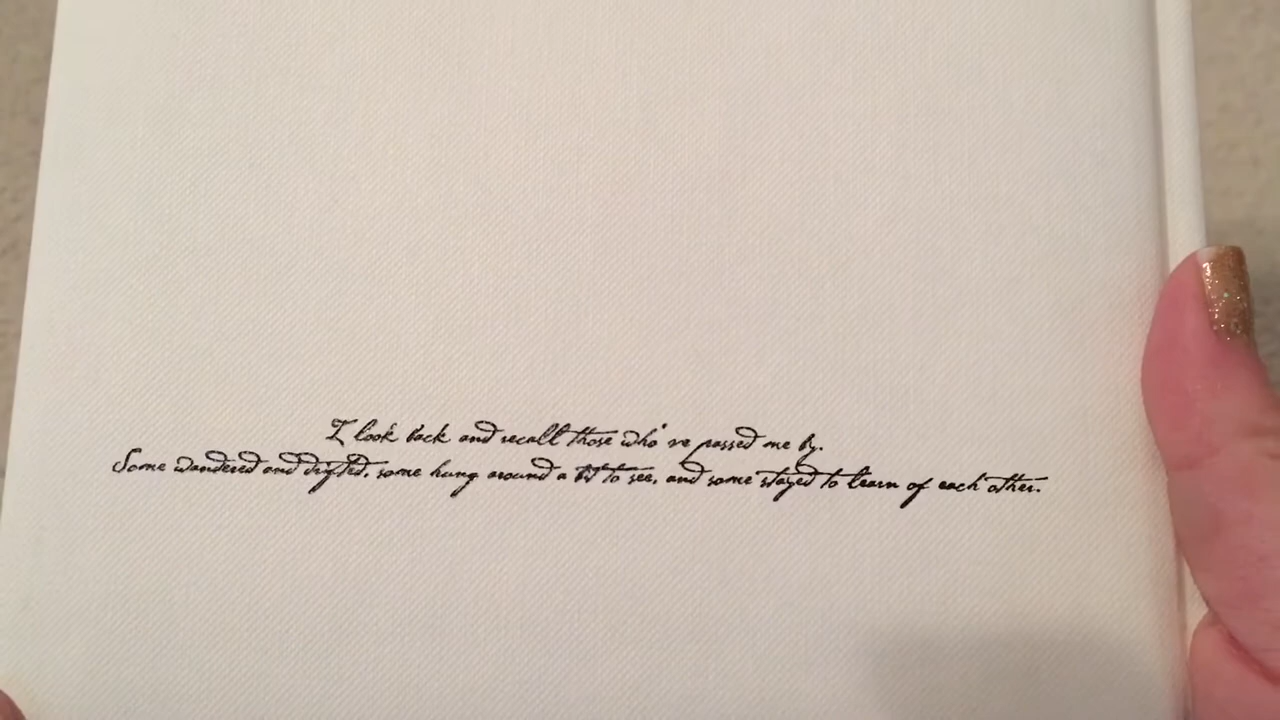 I look back and recall those who've passed me by.
Some wandered and drifted, some hung around a bit to see, and some stayed to learn of each other.